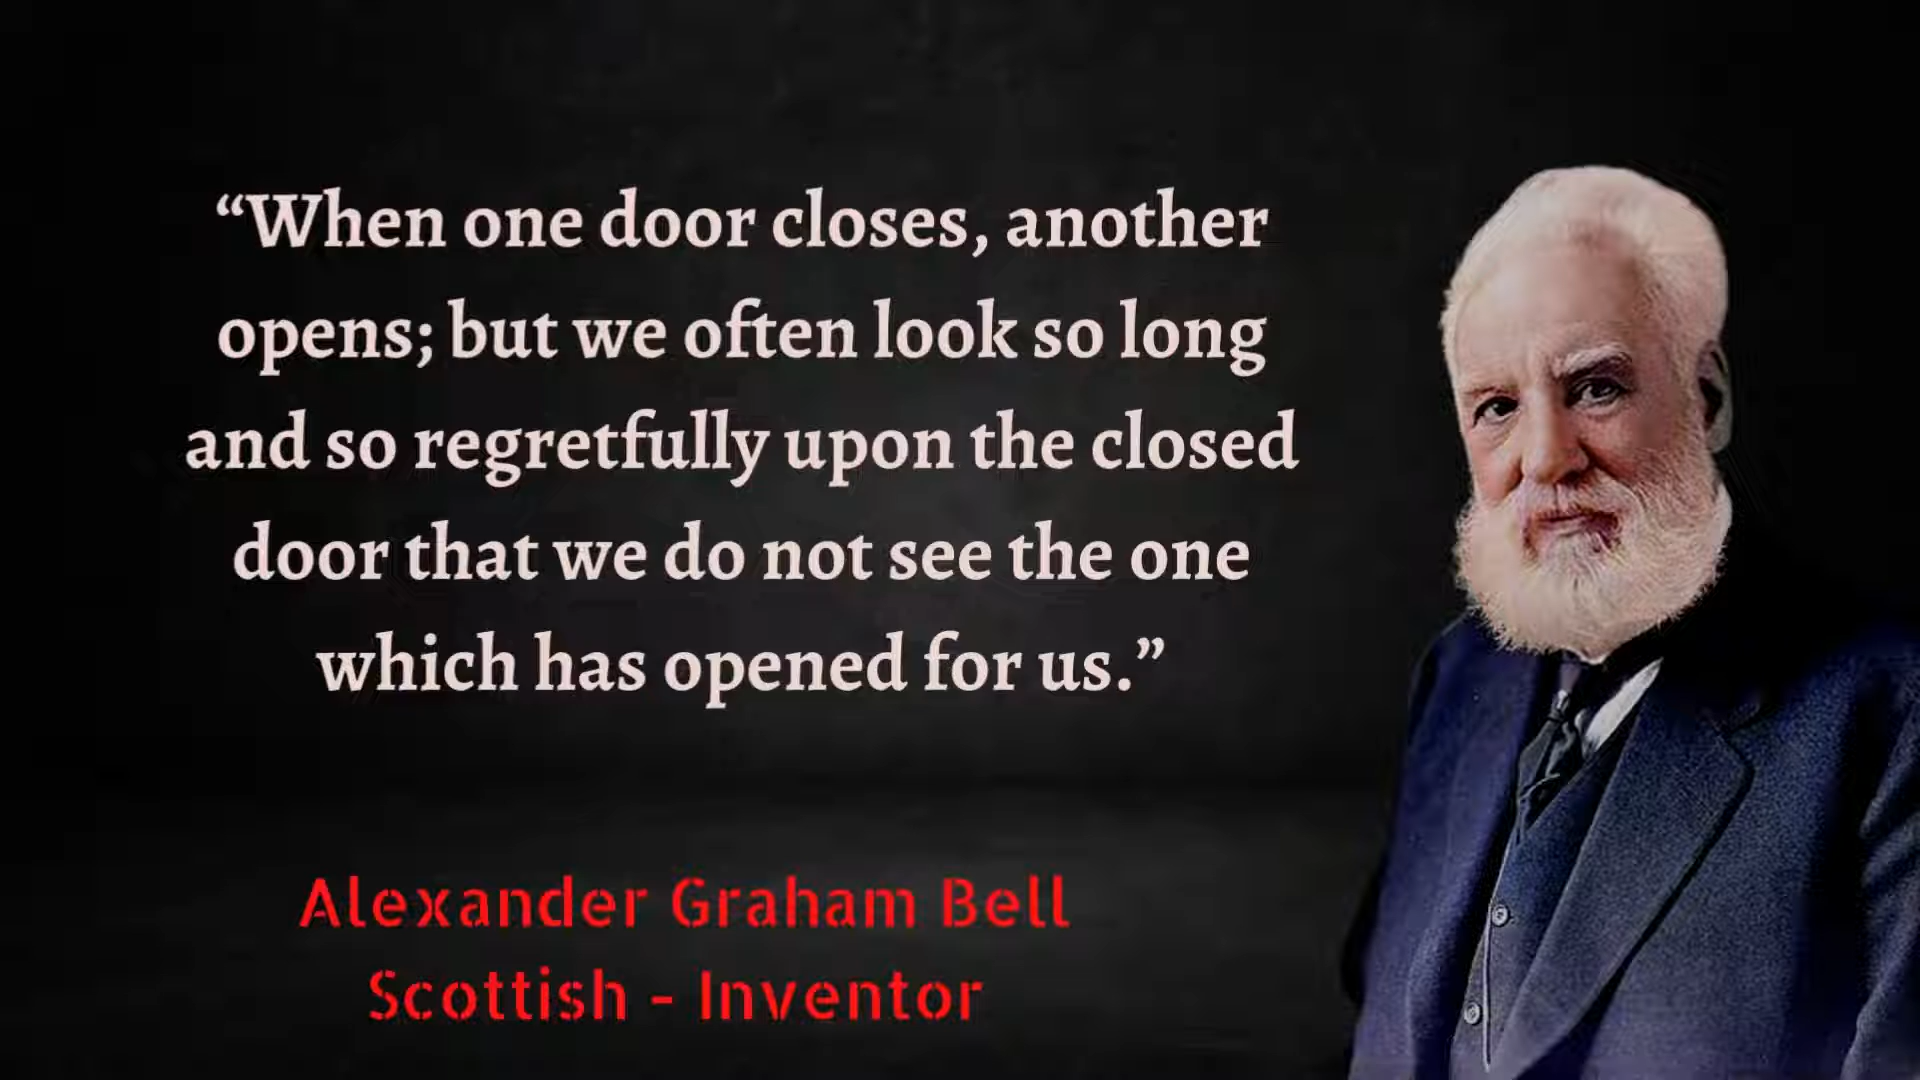 “When one door closes, another
opens; but we often look so long
and so regretfully upon the closed
door that we do not see the one
which has opened for us.”
Alexander Graham Bell
Scottish - Inventor